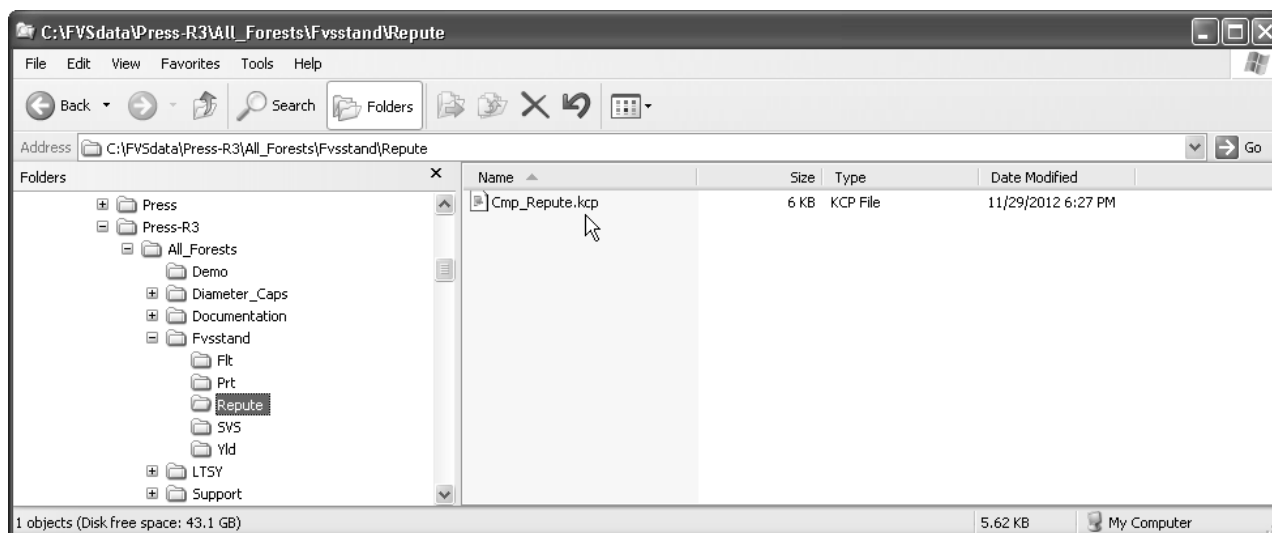 C:\FVSdata\Press-R3\All_Forests\Fvsstand\Repute
File Edit View Favorites Tools Help
Back Search Folders
Address C:\FVSdata\Press-R3\All_Forests\Fvsstand\Repute Go
Folders
Name Size Type Date Modified
Press
Press-R3
All_Forests
Demo
Diameter_Caps
Documentation
Fvsstand
Flt
Prt
Repute
SVS
Yld
LTSY
Support
Cmp_Repute.kcp 6 KB KCP File 11/29/2012 6:27 PM
1 objects (Disk free space: 43.1 GB) 5.62 KB My Computer